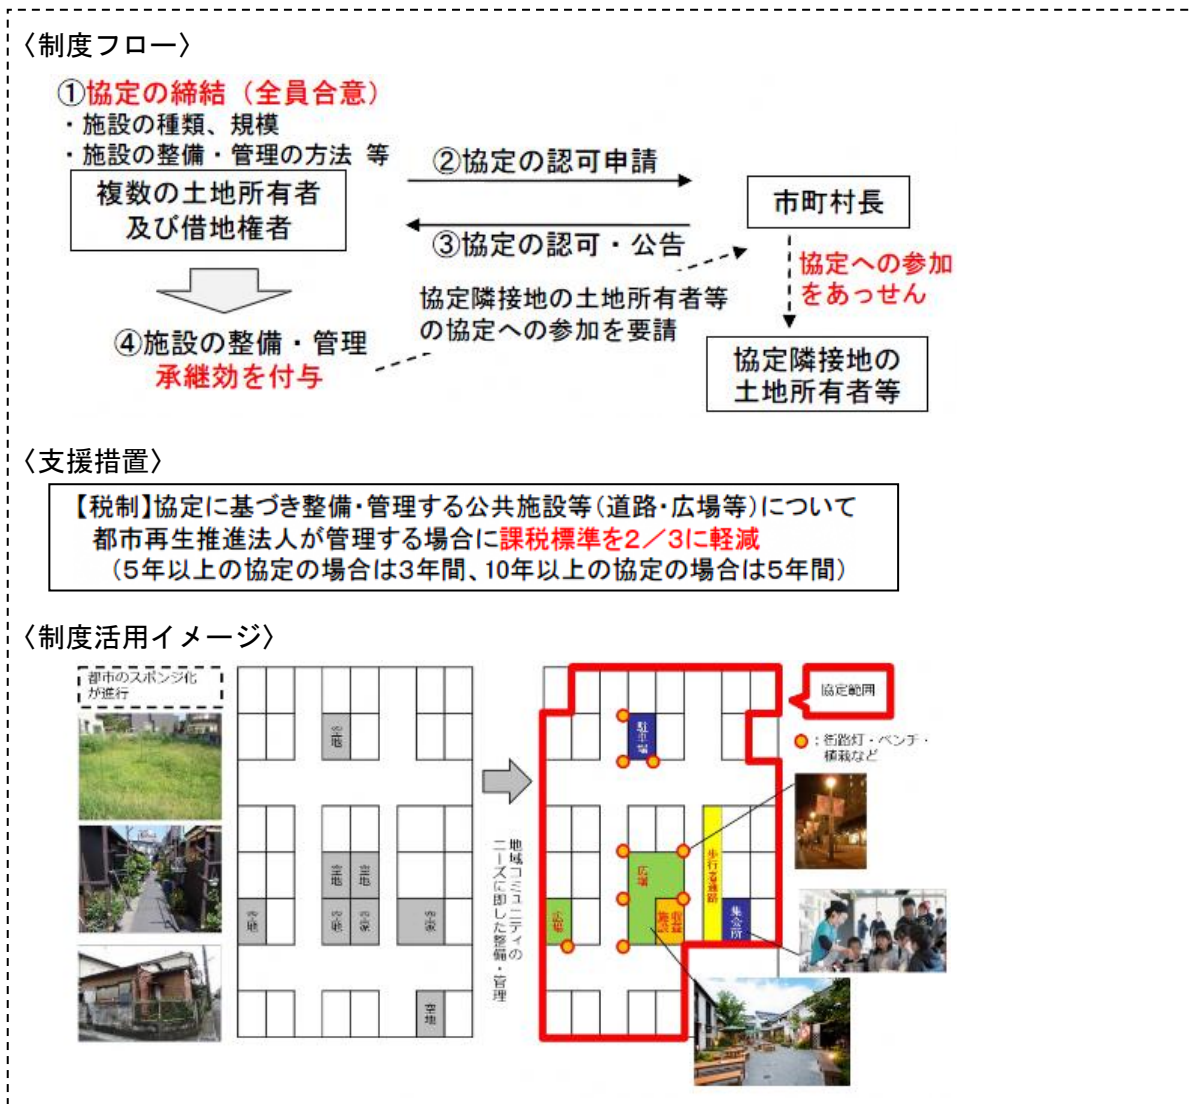 〈制度フロー〉
①協定の締結（全員合意）
・施設の種類、規模
・施設の整備・管理の方法 等
複数の土地所有者
及び借地権者
②協定の認可申請
③協定の認可・公告
市町村長
協定への参加
をあっせん
協定隣接地の土地所有者等
の協定への参加を要請
④施設の整備・管理
承継効を付与
協定隣接地の
土地所有者等
〈支援措置〉
【税制】協定に基づき整備・管理する公共施設等（道路・広場等）について
都市再生推進法人が管理する場合に課税標準を２／３に軽減
（５年以上の協定の場合は３年間、10年以上の協定の場合は５年間）
〈制度活用イメージ〉
都市のスポンジ化
が進行
空地
空地
空地
空地
空地
空家
空家
空地
地域コミュニティの
ニーズに即した整備・管理
協定範囲
：街路灯・ベンチ・
植栽など
駐車場
広場
収益
施設
歩行者通路
広場
集会所